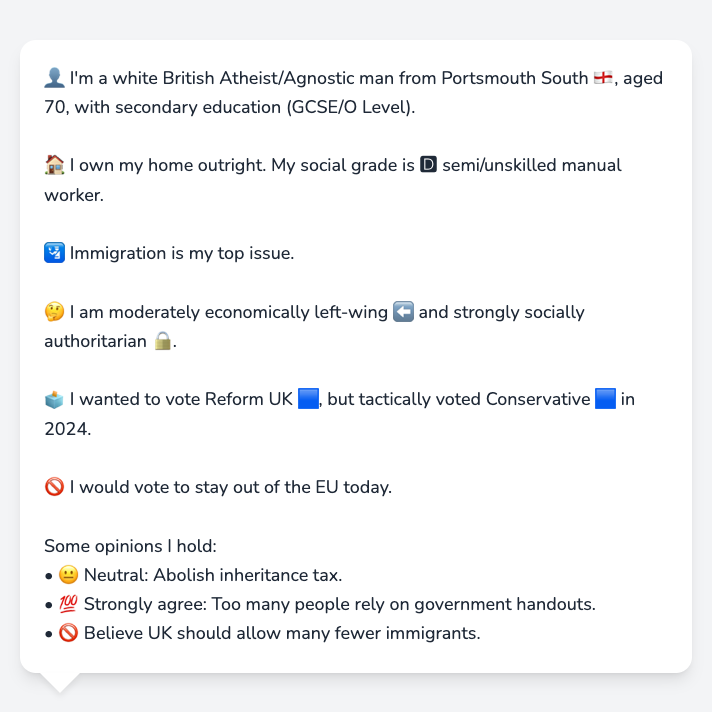 👤 I'm a white British Atheist/Agnostic man from Portsmouth South 🏴󠁧󠁢󠁥󠁮󠁧󠁿, aged
70, with secondary education (GCSE/O Level).
🏠 I own my home outright. My social grade is 🅳 semi/unskilled manual
worker.
🛂 Immigration is my top issue.
🤔 I am moderately economically left-wing ⬅️ and strongly socially
authoritarian 🔒.
🗳️ I wanted to vote Reform UK 🟦, but tactically voted Conservative 🟦 in
2024.
🚫 I would vote to stay out of the EU today.
Some opinions I hold:
• 😐 Neutral: Abolish inheritance tax.
• 💯 Strongly agree: Too many people rely on government handouts.
• 🚫 Believe UK should allow many fewer immigrants.